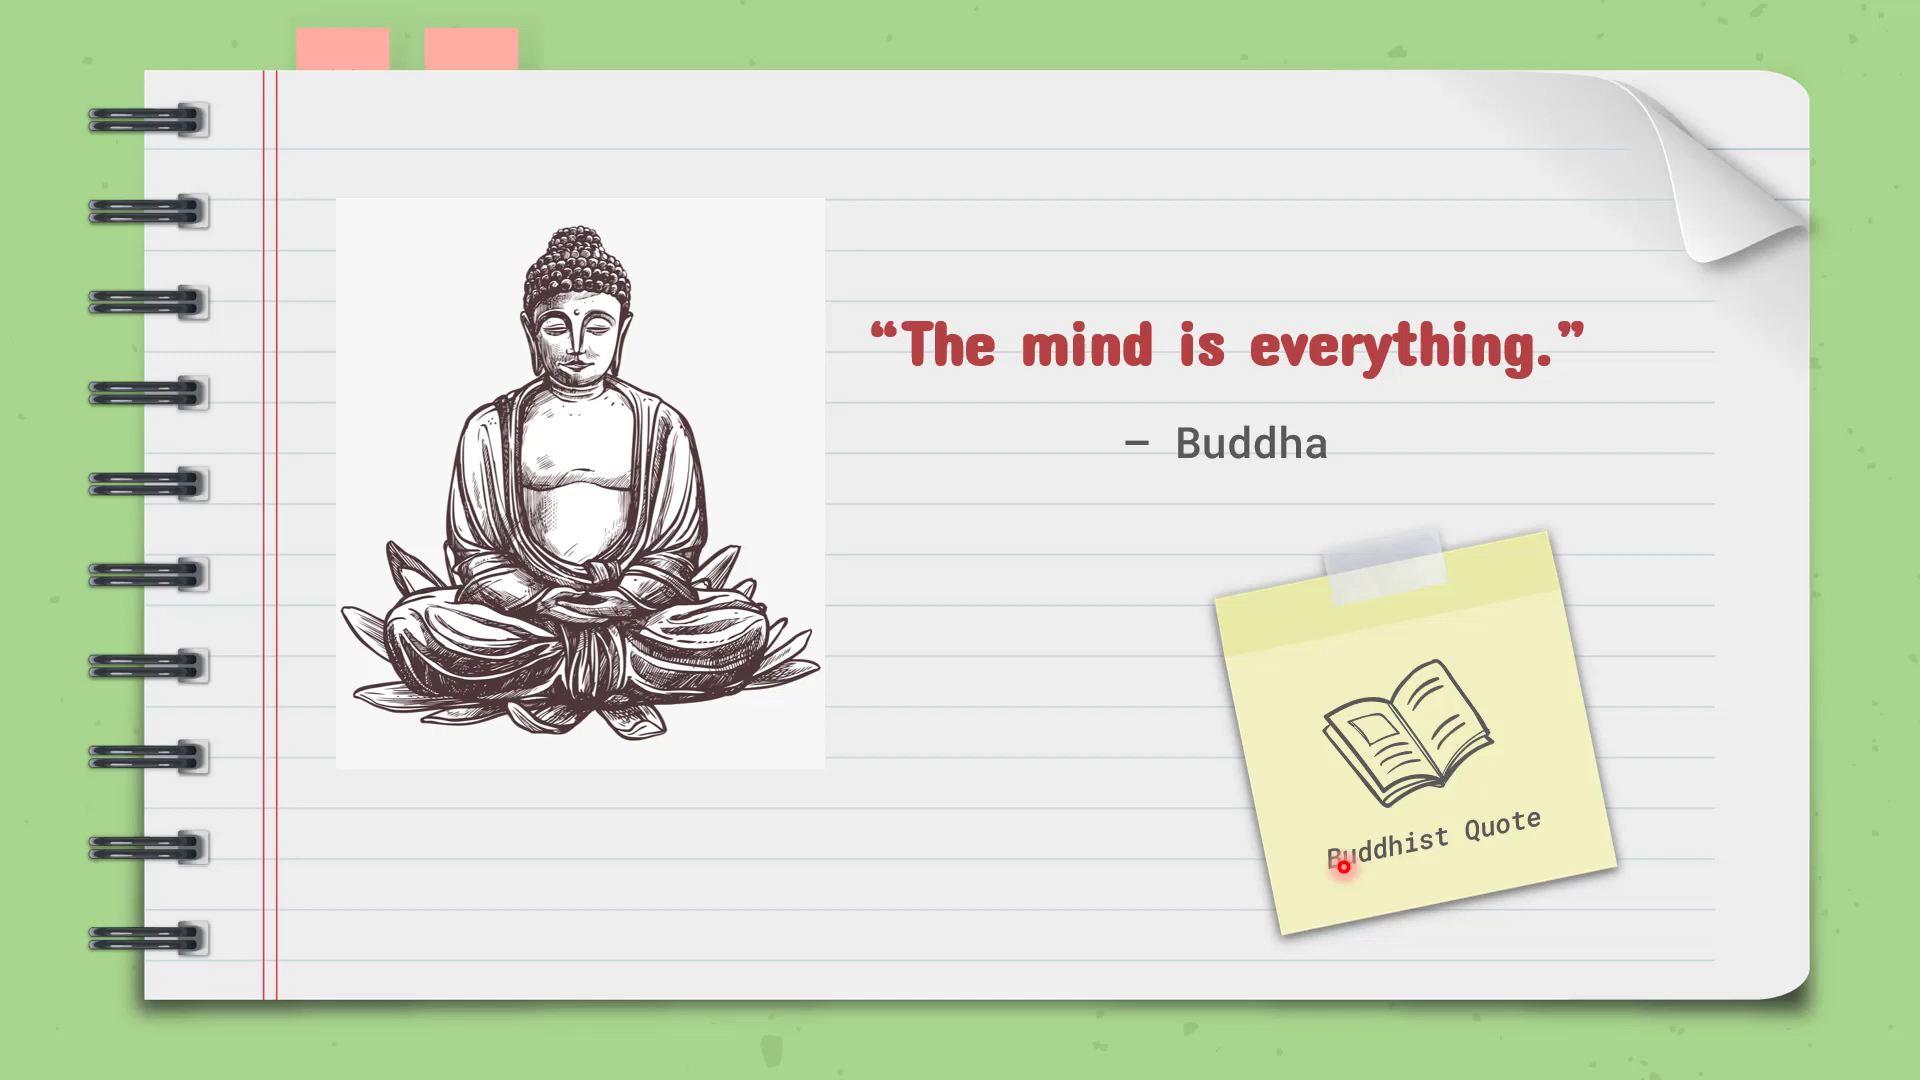 “The mind is everything.”
– Buddha
Buddhist Quote